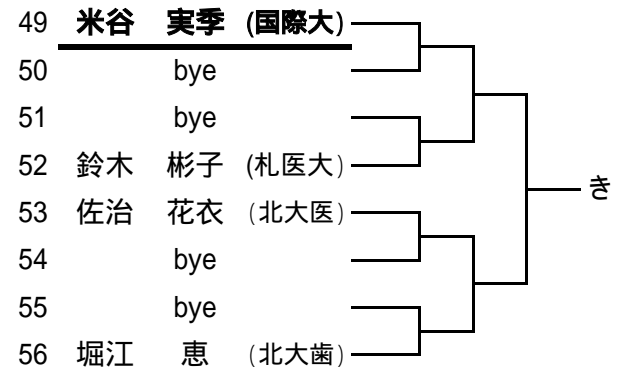 49 米谷 実季 (国際大)
50 bye
51 bye
52 鈴木 彬子 (札医大)
き
53 佐治 花衣 (北大医)
54 bye
55 bye
56 堀江 恵 (北大歯)